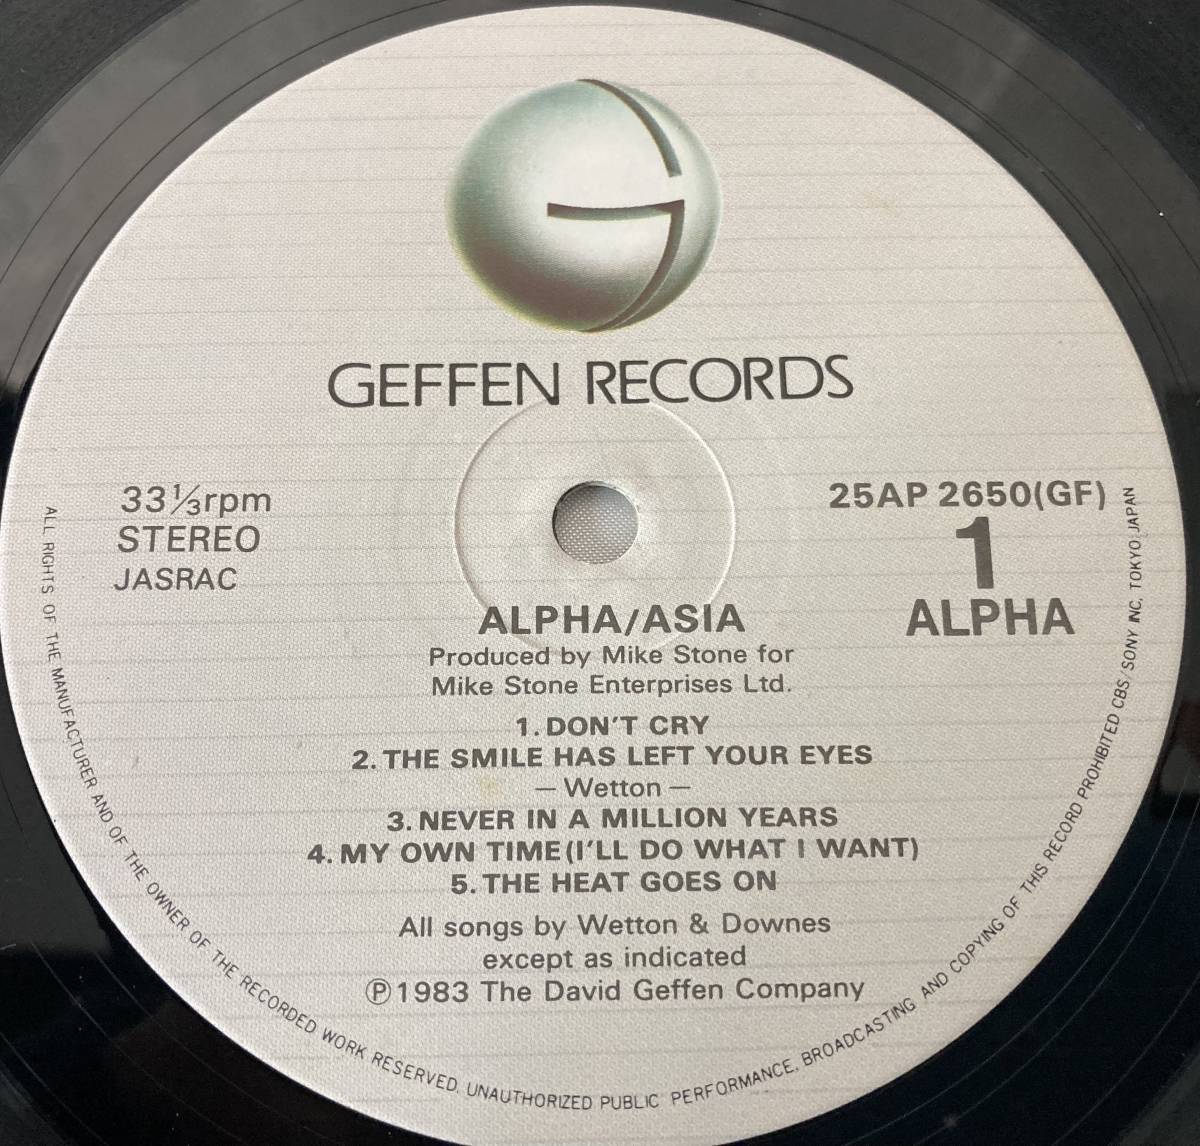 GEFFEN RECORDS
33⅓rpm
STEREO
JASRAC
25AP 2650(GF)
1
ALPHA
ALPHA/ASIA
Produced by Mike Stone for
Mike Stone Enterprises Ltd.
1. DON'T CRY
2. THE SMILE HAS LEFT YOUR EYES
— Wetton —
3. NEVER IN A MILLION YEARS
4. MY OWN TIME (I'LL DO WHAT I WANT)
5. THE HEAT GOES ON
All songs by Wetton & Downes
except as indicated
℗1983 The David Geffen Company
ALL RIGHTS OF THE MANUFACTURER AND OF THE OWNER OF THE RECORDED WORK RESERVED. UNAUTHORIZED PUBLIC PERFORMANCE, BROADCASTING AND COPYING OF THIS RECORD PROHIBITED CBS/SONY INC. TOKYO JAPAN